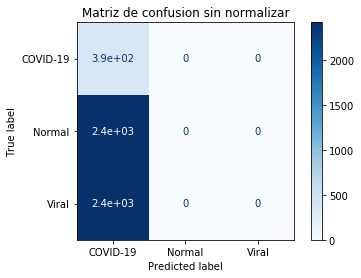 Matriz de confusion sin normalizar
True label
COVID-19 3.9e+02 0 0
Normal 2.4e+03 0 0
Viral 2.4e+03 0 0
COVID-19 Normal Viral
Predicted label
2000
1500
1000
500
0